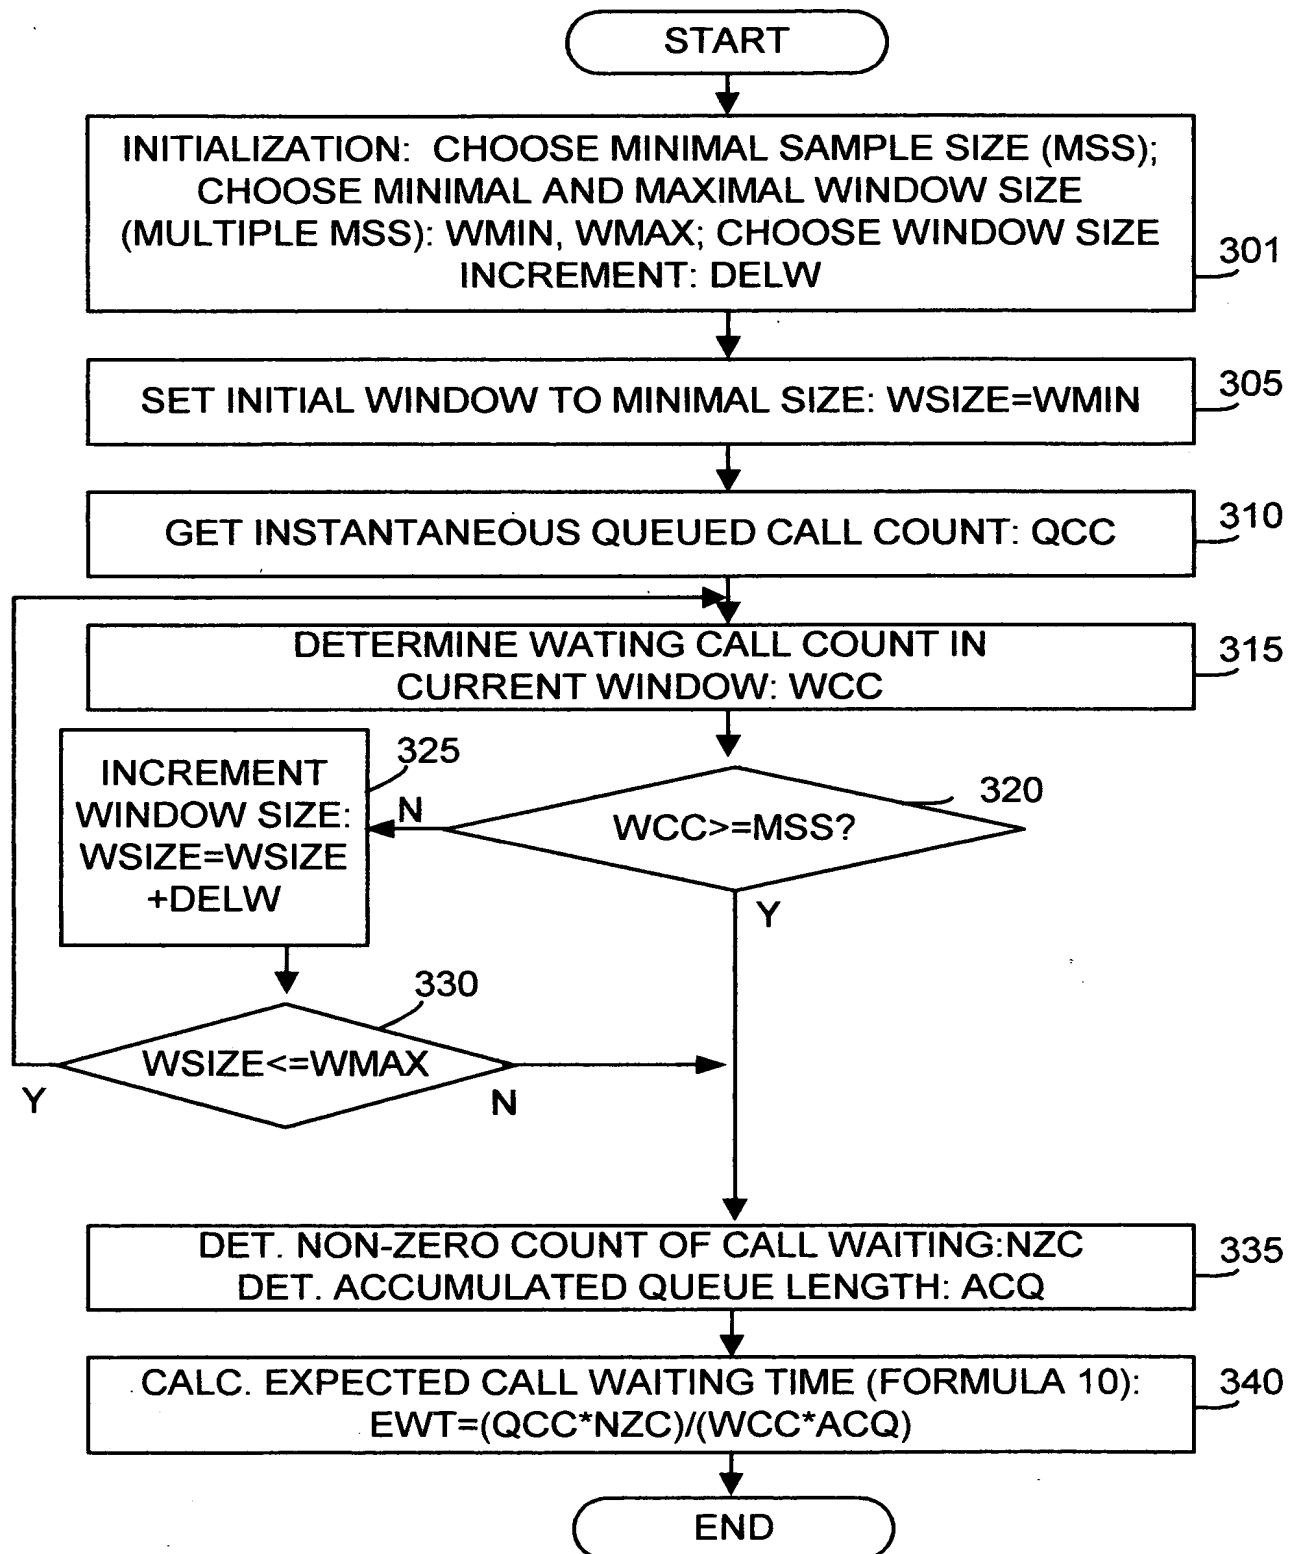 START
INITIALIZATION: CHOOSE MINIMAL SAMPLE SIZE (MSS);
CHOOSE MINIMAL AND MAXIMAL WINDOW SIZE
(MULTIPLE MSS): WMIN, WMAX; CHOOSE WINDOW SIZE
INCREMENT: DELW
301
SET INITIAL WINDOW TO MINIMAL SIZE: WSIZE=WMIN
305
GET INSTANTANEOUS QUEUED CALL COUNT: QCC
310
DETERMINE WATING CALL COUNT IN
CURRENT WINDOW: WCC
315
INCREMENT
WINDOW SIZE:
WSIZE=WSIZE
+DELW
325
N
WCC>=MSS?
320
Y
330
WSIZE<=WMAX
Y
N
DET. NON-ZERO COUNT OF CALL WAITING:NZC
DET. ACCUMULATED QUEUE LENGTH: ACQ
335
CALC. EXPECTED CALL WAITING TIME (FORMULA 10):
EWT=(QCC*NZC)/(WCC*ACQ)
340
END